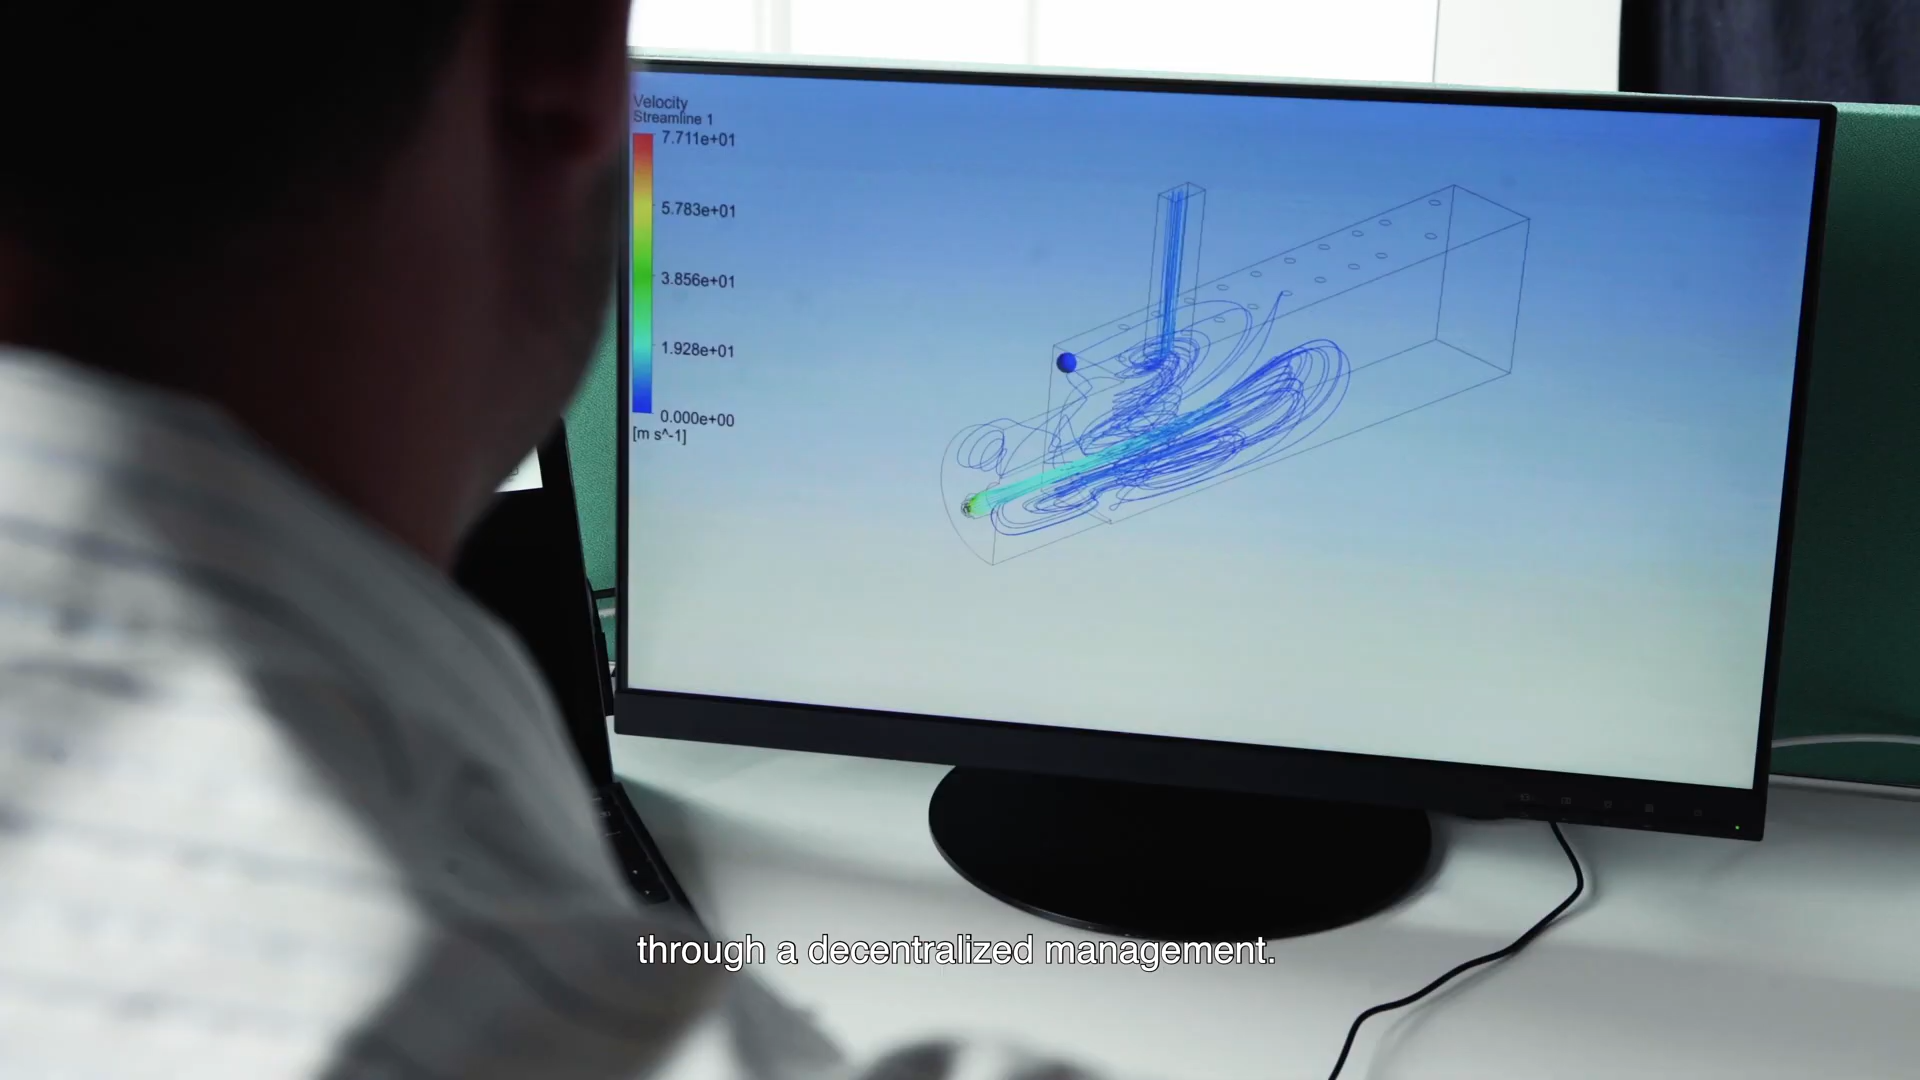 Velocity
Streamline 1
7.711e+01
5.783e+01
3.856e+01
1.928e+01
0.000e+00
[m s^-1]
through a decentralized management.